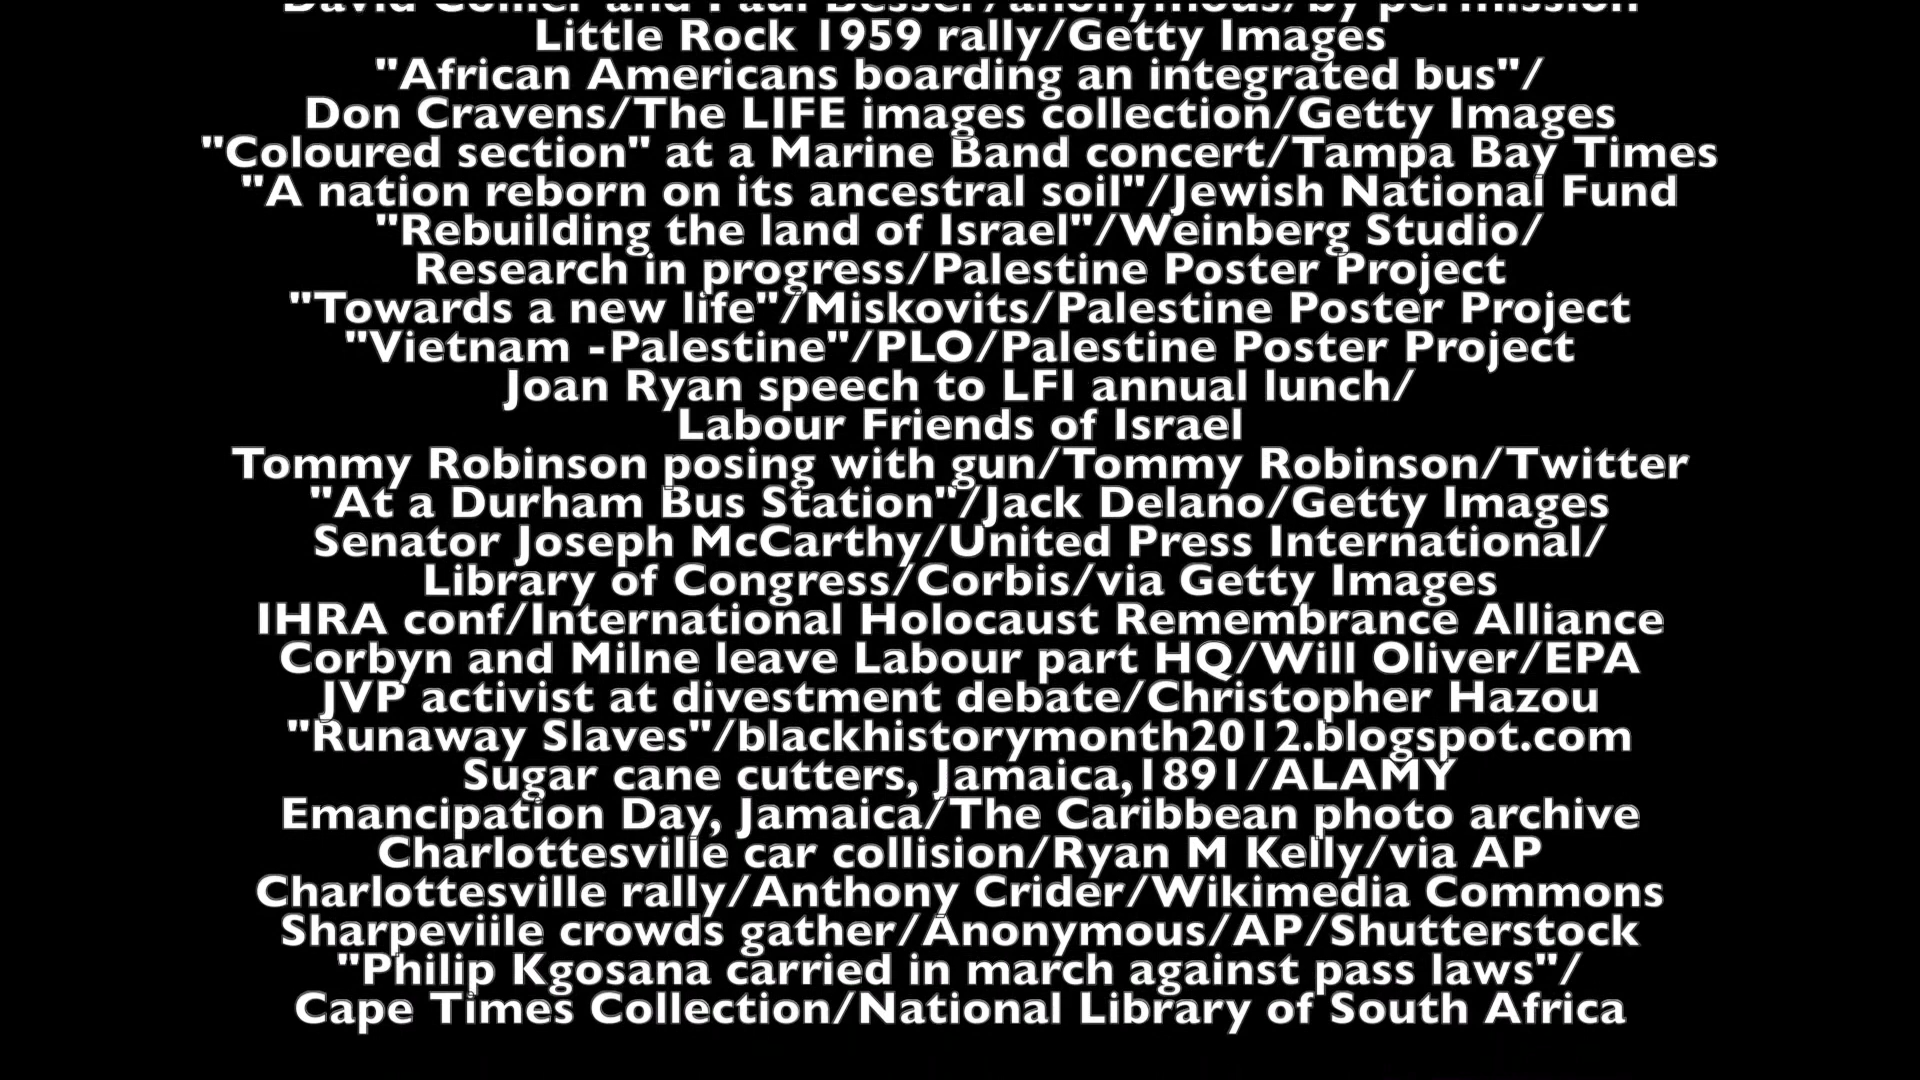 David Collier and Paul Besser/anonymous/by permission
Little Rock 1959 rally/Getty Images
"African Americans boarding an integrated bus"/
Don Cravens/The LIFE images collection/Getty Images
"Coloured section" at a Marine Band concert/Tampa Bay Times
"A nation reborn on its ancestral soil"/Jewish National Fund
"Rebuilding the land of Israel"/Weinberg Studio/
Research in progress/Palestine Poster Project
"Towards a new life"/Miskovits/Palestine Poster Project
"Vietnam -Palestine"/PLO/Palestine Poster Project
Joan Ryan speech to LFI annual lunch/
Labour Friends of Israel
Tommy Robinson posing with gun/Tommy Robinson/Twitter
"At a Durham Bus Station"/Jack Delano/Getty Images
Senator Joseph McCarthy/United Press International/
Library of Congress/Corbis/via Getty Images
IHRA conf/International Holocaust Remembrance Alliance
Corbyn and Milne leave Labour part HQ/Will Oliver/EPA
JVP activist at divestment debate/Christopher Hazou
"Runaway Slaves"/blackhistorymonth2012.blogspot.com
Sugar cane cutters, Jamaica,1891/ALAMY
Emancipation Day, Jamaica/The Caribbean photo archive
Charlottesville car collision/Ryan M Kelly/via AP
Charlottesville rally/Anthony Crider/Wikimedia Commons
Sharpeviile crowds gather/Anonymous/AP/Shutterstock
"Philip Kgosana carried in march against pass laws"/
Cape Times Collection/National Library of South Africa